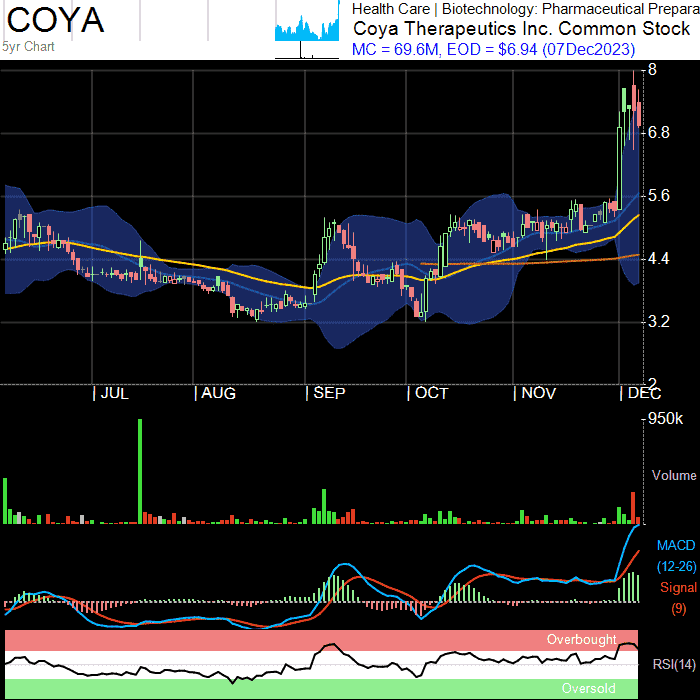 COYA
5yr Chart
Health Care | Biotechnology: Pharmaceutical Prepara
Coya Therapeutics Inc. Common Stock
MC = 69.6M, EOD = $6.94 (07Dec2023)
8
6.8
5.6
4.4
3.2
2
| JUL | AUG | SEP | OCT | NOV | DEC
950k
Volume
MACD
(12-26)
Signal
(9)
Overbought
RSI(14)
Oversold